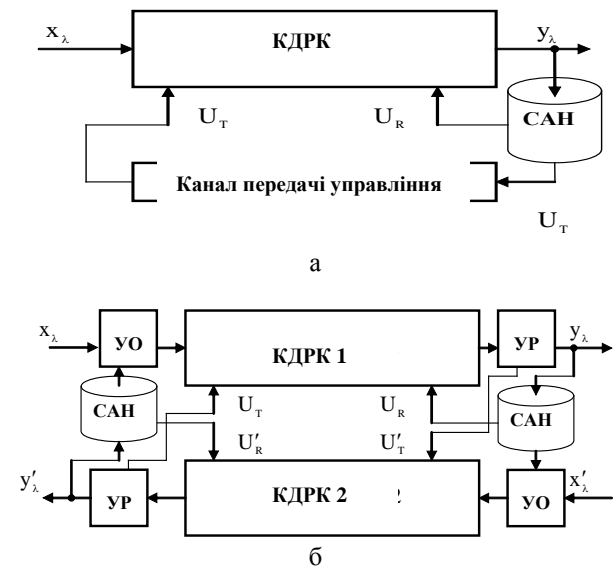 x_λ КДРК y_λ
U_T U_R САН
Канал передачі управління
U_T
а
x_λ УО КДРК 1 УР y_λ
САН U_T U_R САН
U′_R U′_T
y′_λ УР КДРК 2 УО x′_λ
б